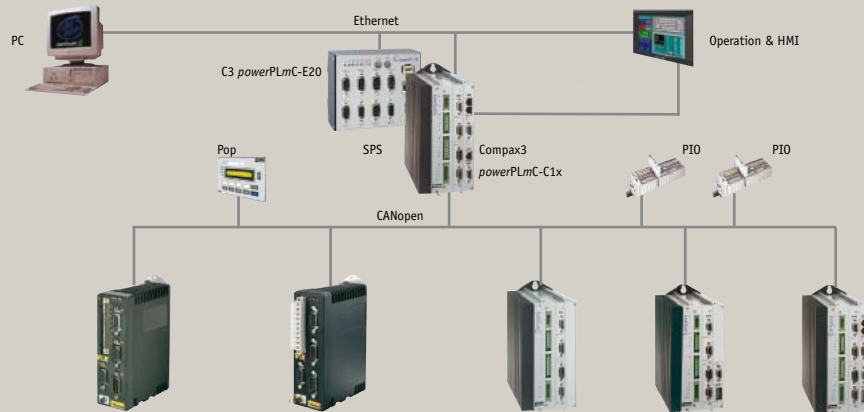 Ethernet
PC
Operation & HMI
C3 powerPLmC-E20
Pop
SPS
Compax3
powerPLmC-C1x
PIO
PIO
CANopen